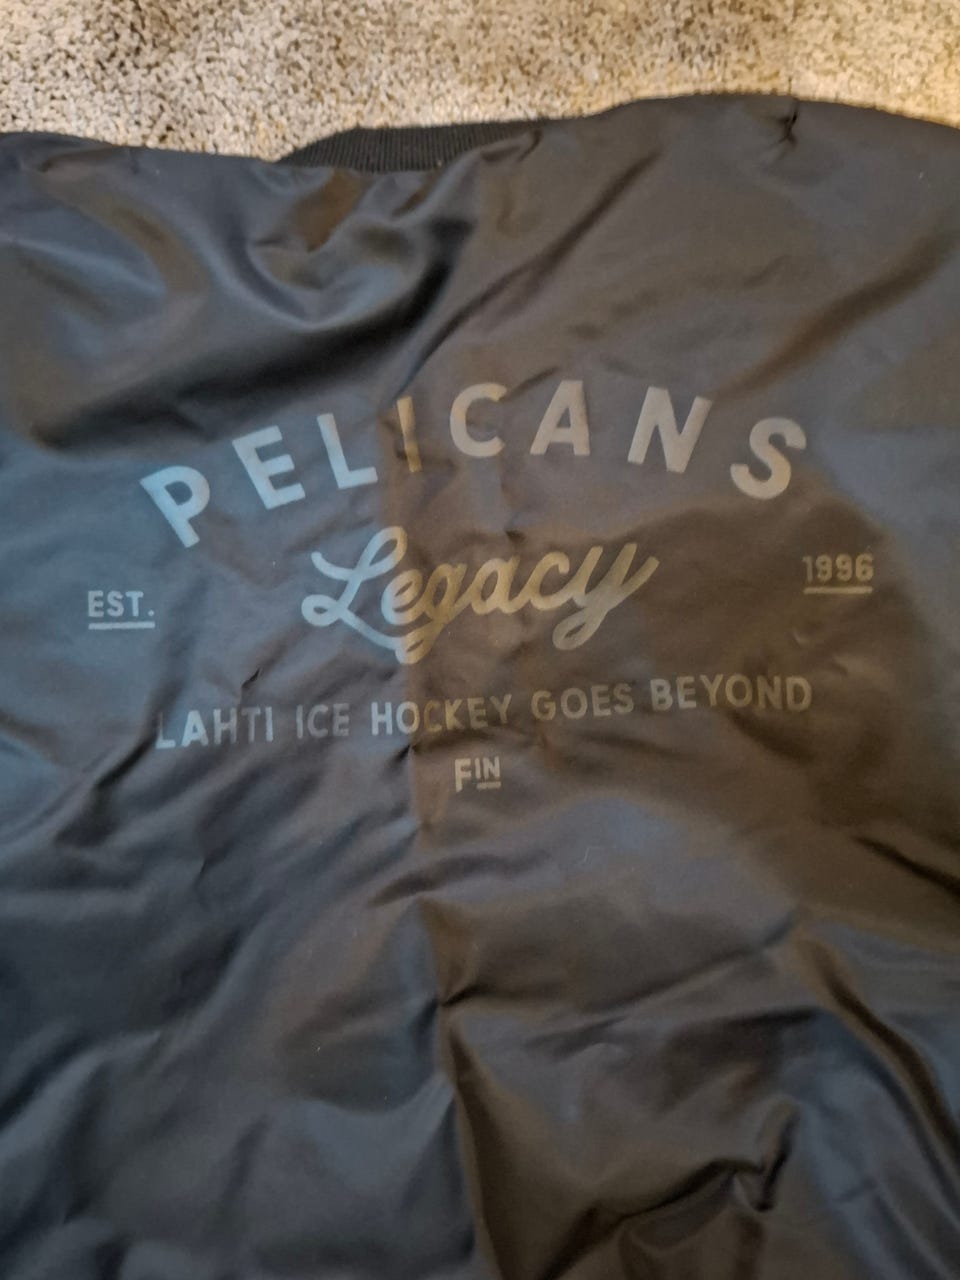 PELICANS
Legacy
EST. 1996
LAHTI ICE HOCKEY GOES BEYOND
FIN